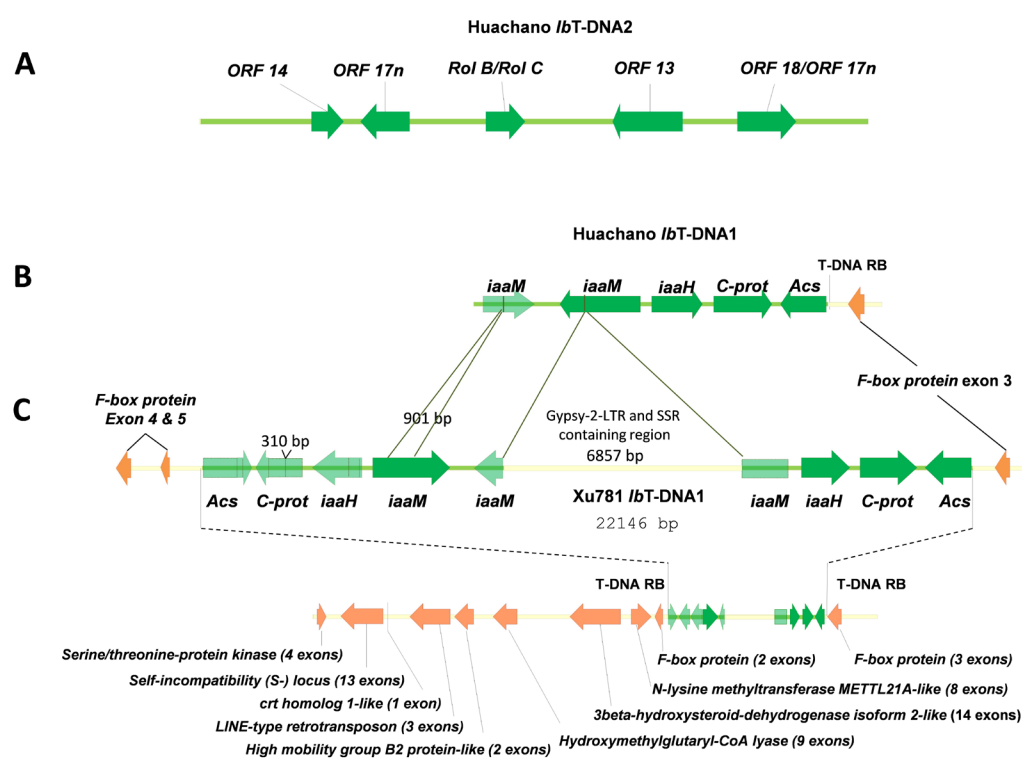 Huachano IbT-DNA2
A
ORF 14
ORF 17n
Rol B/Rol C
ORF 13
ORF 18/ORF 17n
Huachano IbT-DNA1
B
T-DNA RB
iaaM
iaaM
iaaH
C-prot
Acs
F-box protein exon 3
C
F-box protein
Exon 4 & 5
901 bp
310 bp
Gypsy-2-LTR and SSR
containing region
6857 bp
Acs
C-prot
iaaH
iaaM
iaaM
Xu781 IbT-DNA1
22146 bp
iaaM
iaaH
C-prot
Acs
T-DNA RB
T-DNA RB
Serine/threonine-protein kinase (4 exons)
Self-incompatibility (S-) locus (13 exons)
crt homolog 1-like (1 exon)
LINE-type retrotransposon (3 exons)
High mobility group B2 protein-like (2 exons)
F-box protein (2 exons)
F-box protein (3 exons)
N-lysine methyltransferase METTL21A-like (8 exons)
3beta-hydroxysteroid-dehydrogenase isoform 2-like (14 exons)
Hydroxymethylglutaryl-CoA lyase (9 exons)